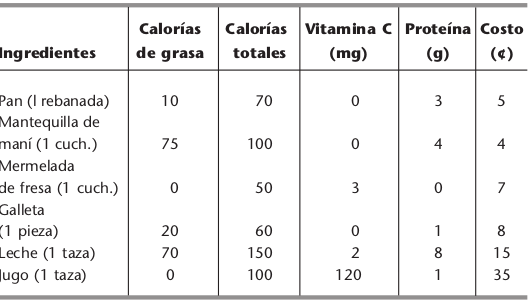 Calorías Calorías Vitamina C Proteína Costo
Ingredientes de grasa totales (mg) (g) (¢)
Pan (l rebanada) 10 70 0 3 5
Mantequilla de
maní (1 cuch.) 75 100 0 4 4
Mermelada
de fresa (1 cuch.) 0 50 3 0 7
Galleta
(1 pieza) 20 60 0 1 8
Leche (1 taza) 70 150 2 8 15
Jugo (1 taza) 0 100 120 1 35